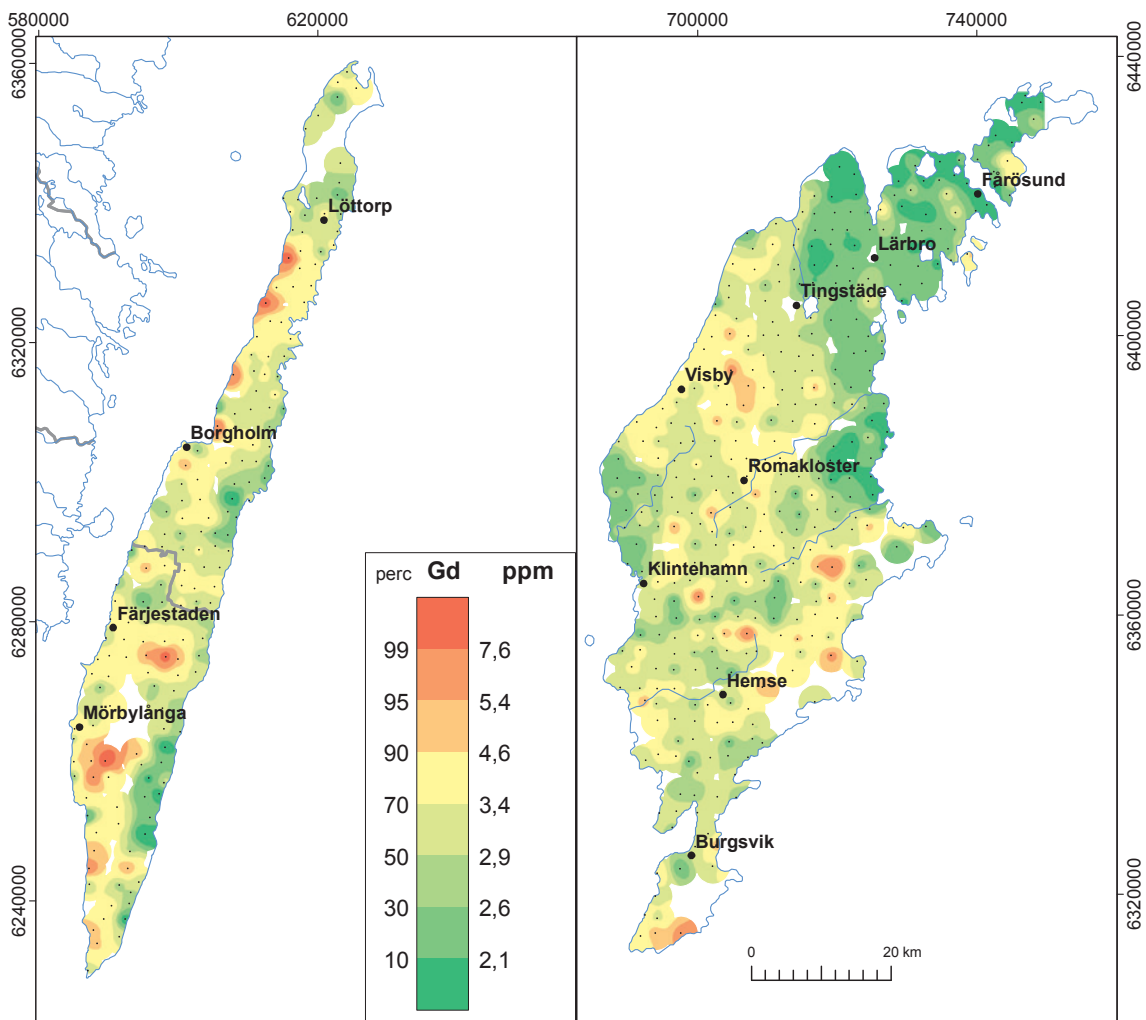 580000 620000 700000 740000
6360000
6320000
6280000
6240000
6440000
6400000
6360000
6320000
Löttorp
Borgholm
Färjestaden
Mörbylånga
Fårösund
Lärbro
Tingstäde
Visby
Romakloster
Klintehamn
Hemse
Burgsvik
perc Gd ppm
99 7,6
95 5,4
90 4,6
70 3,4
50 2,9
30 2,6
10 2,1
0 20 km